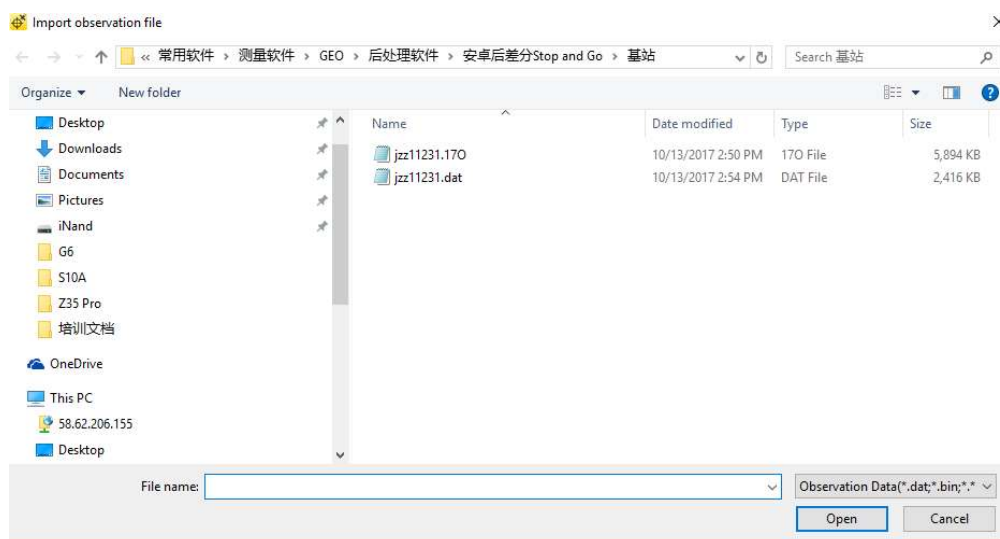 Import observation file
« 常用软件 › 测量软件 › GEO › 后处理软件 › 安卓后差分Stop and Go › 基站
Search 基站
Organize
New folder
Desktop
Downloads
Documents
Pictures
iNand
G6
S10A
Z35 Pro
培训文档
OneDrive
This PC
58.62.206.155
Desktop
Name Date modified Type Size
jzz11231.17O 10/13/2017 2:50 PM 17O File 5,894 KB
jzz11231.dat 10/13/2017 2:54 PM DAT File 2,416 KB
File name:
Observation Data(*.dat;*.bin;*.*
Open
Cancel